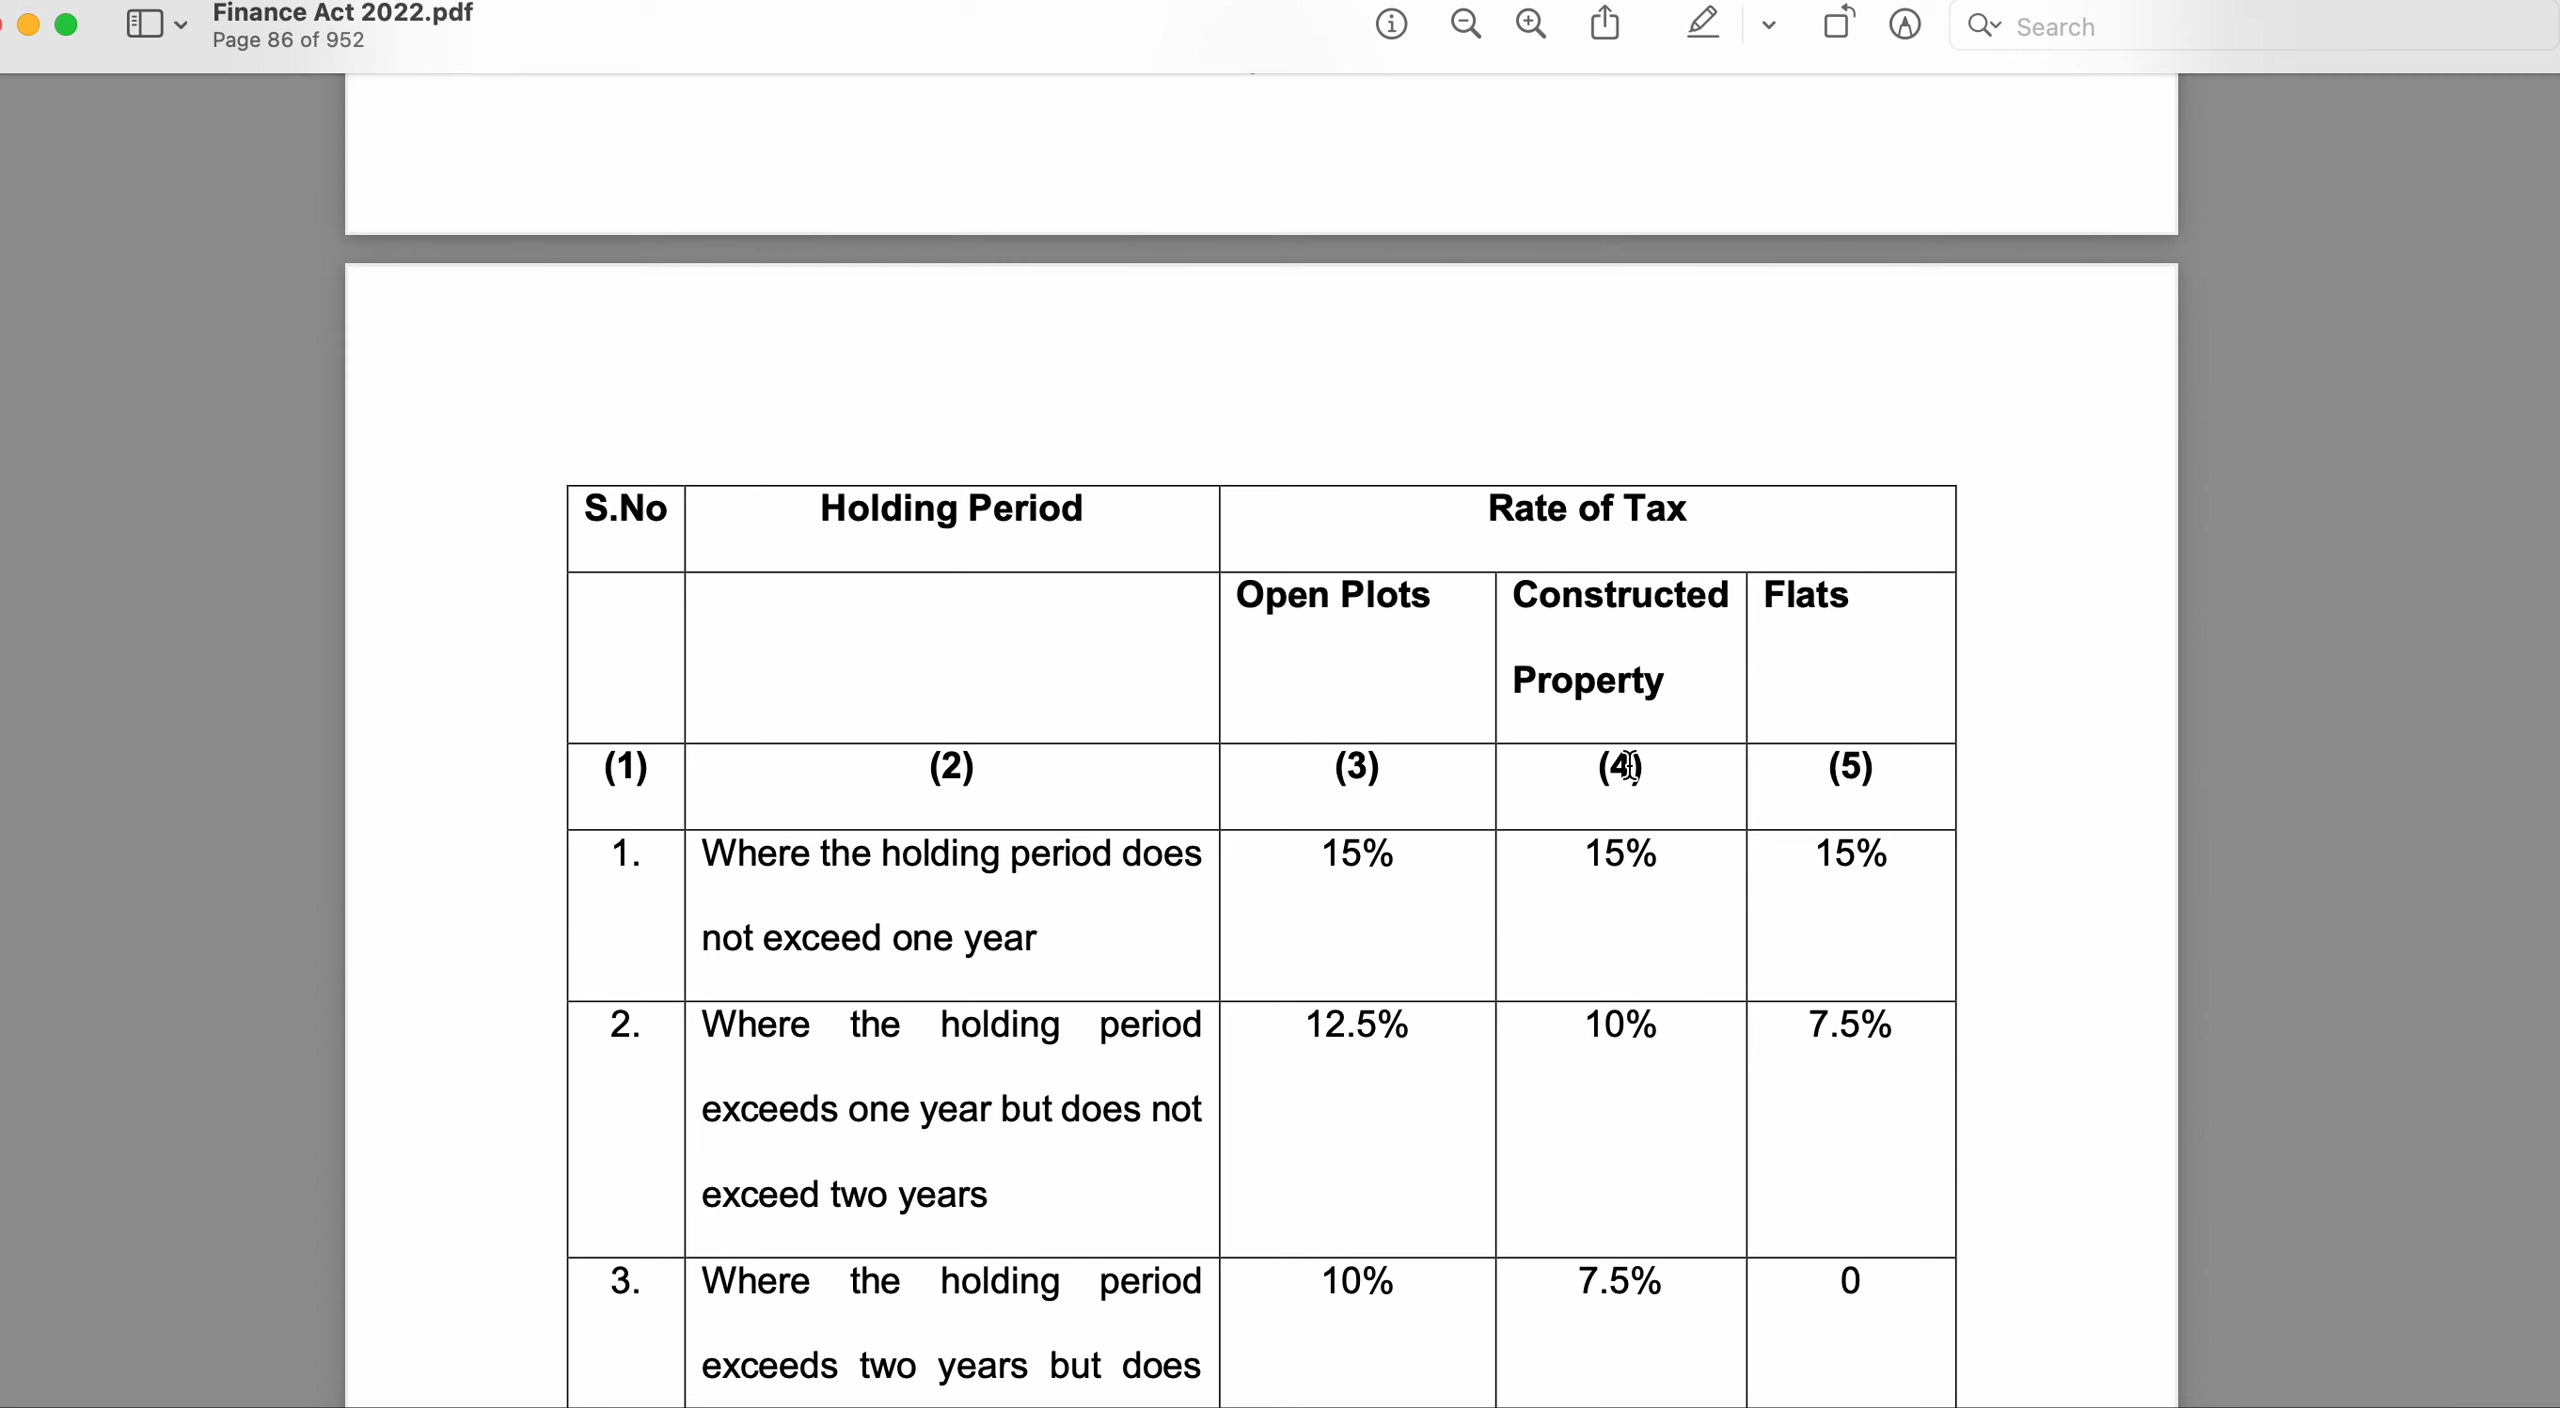 Finance Act 2022.pdf
Page 86 of 952
Search
S.No Holding Period Rate of Tax
Open Plots Constructed Flats
Property
(1) (2) (3) (4) (5)
1. Where the holding period does 15% 15% 15%
not exceed one year
2. Where the holding period 12.5% 10% 7.5%
exceeds one year but does not
exceed two years
3. Where the holding period 10% 7.5% 0
exceeds two years but does